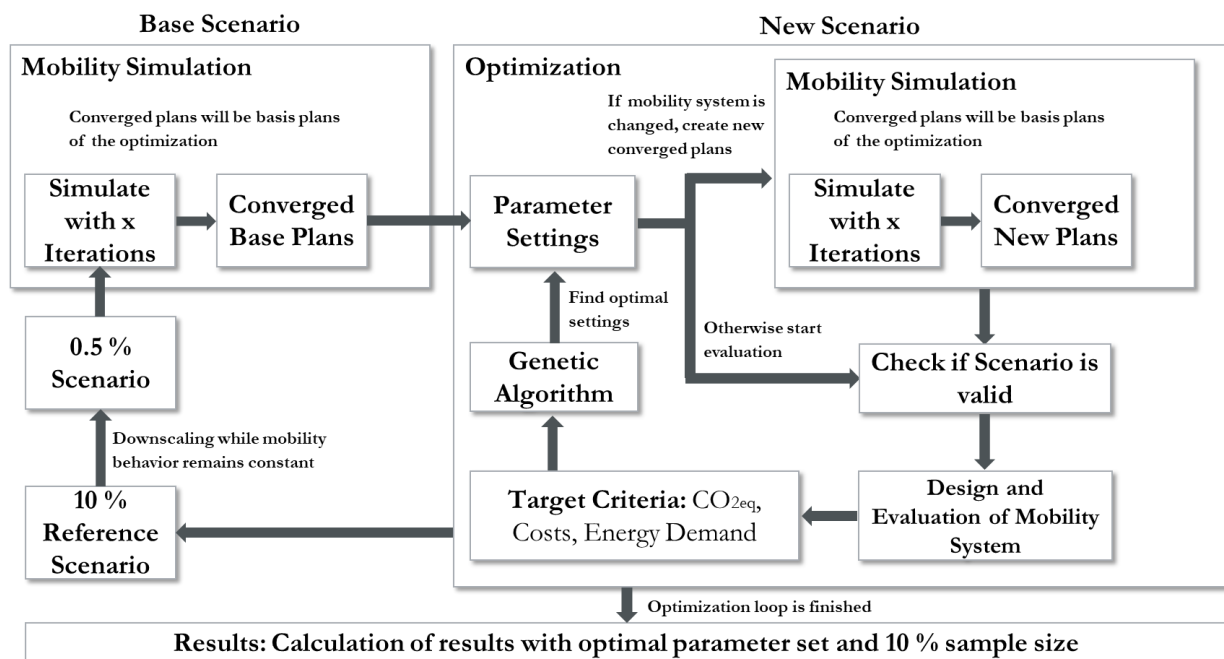 Base Scenario
New Scenario
Mobility Simulation
Converged plans will be basis plans
of the optimization
Simulate
with x
Iterations
Converged
Base Plans
0.5 %
Scenario
Downscaling while mobility
behavior remains constant
10 %
Reference
Scenario
Optimization
If mobility system is
changed, create new
converged plans
Parameter
Settings
Find optimal
settings
Otherwise start
evaluation
Genetic
Algorithm
Target Criteria: CO2eq,
Costs, Energy Demand
Mobility Simulation
Converged plans will be basis plans
of the optimization
Simulate
with x
Iterations
Converged
New Plans
Check if Scenario is
valid
Design and
Evaluation of Mobility
System
Optimization loop is finished
Results: Calculation of results with optimal parameter set and 10 % sample size